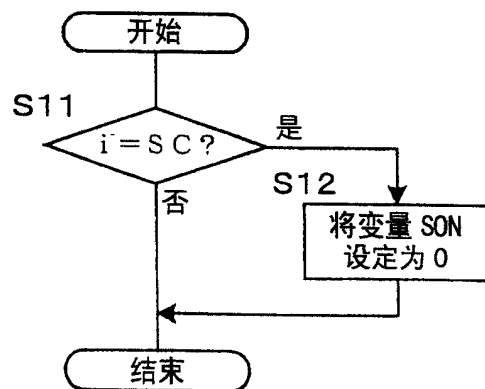 开始
S11
i⁻=SC?
是
S12
否
将变量 SON
设定为 0
结束